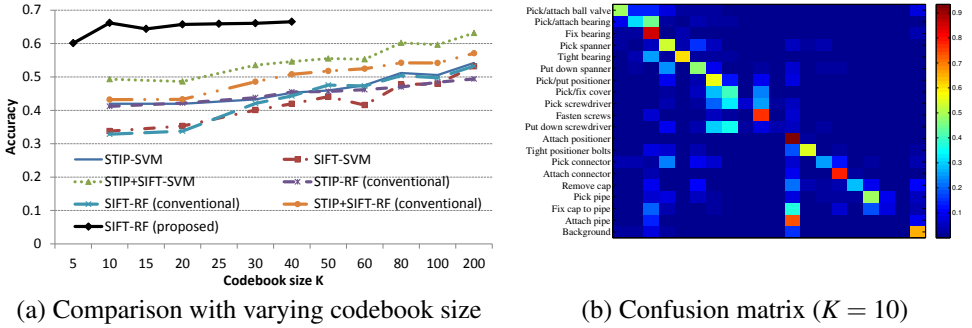 0.7
0.6
0.5
0.4
0.3
0.2
0.1
0
Accuracy
STIP-SVM
SIFT-SVM
STIP+SIFT-SVM
STIP-RF (conventional)
SIFT-RF (conventional)
STIP+SIFT-RF (conventional)
SIFT-RF (proposed)
5 10 15 20 25 30 40 50 60 80 100 200
Codebook size K
(a) Comparison with varying codebook size
Pick/attach ball valve
Pick/attach bearing
Fix bearing
Pick spanner
Tight bearing
Put down spanner
Pick/put positioner
Pick/fix cover
Pick screwdriver
Fasten screws
Put down screwdriver
Attach positioner
Tight positioner bolts
Pick connector
Attach connector
Remove cap
Pick pipe
Fix cap to pipe
Attach pipe
Background
0.9
0.8
0.7
0.6
0.5
0.4
0.3
0.2
0.1
(b) Confusion matrix (K = 10)